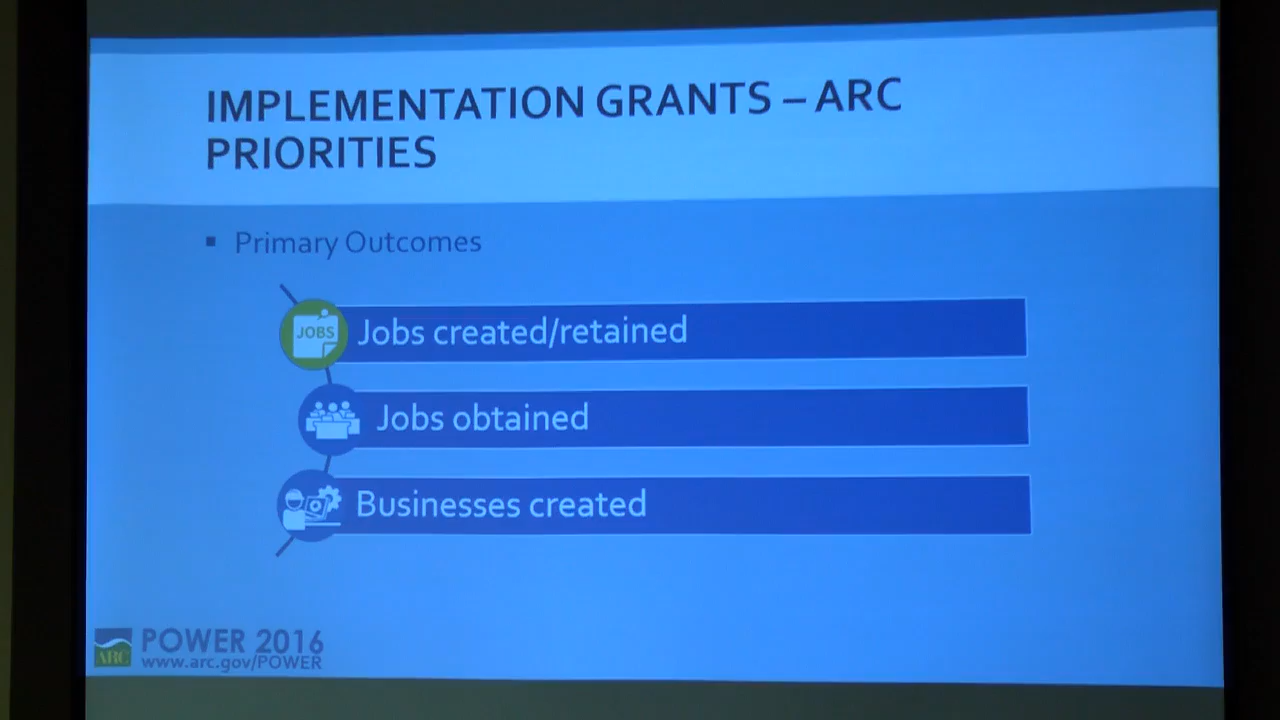 IMPLEMENTATION GRANTS – ARC
PRIORITIES
▪ Primary Outcomes
JOBS
Jobs created/retained
Jobs obtained
Businesses created
ARC
POWER 2016
www.arc.gov/POWER